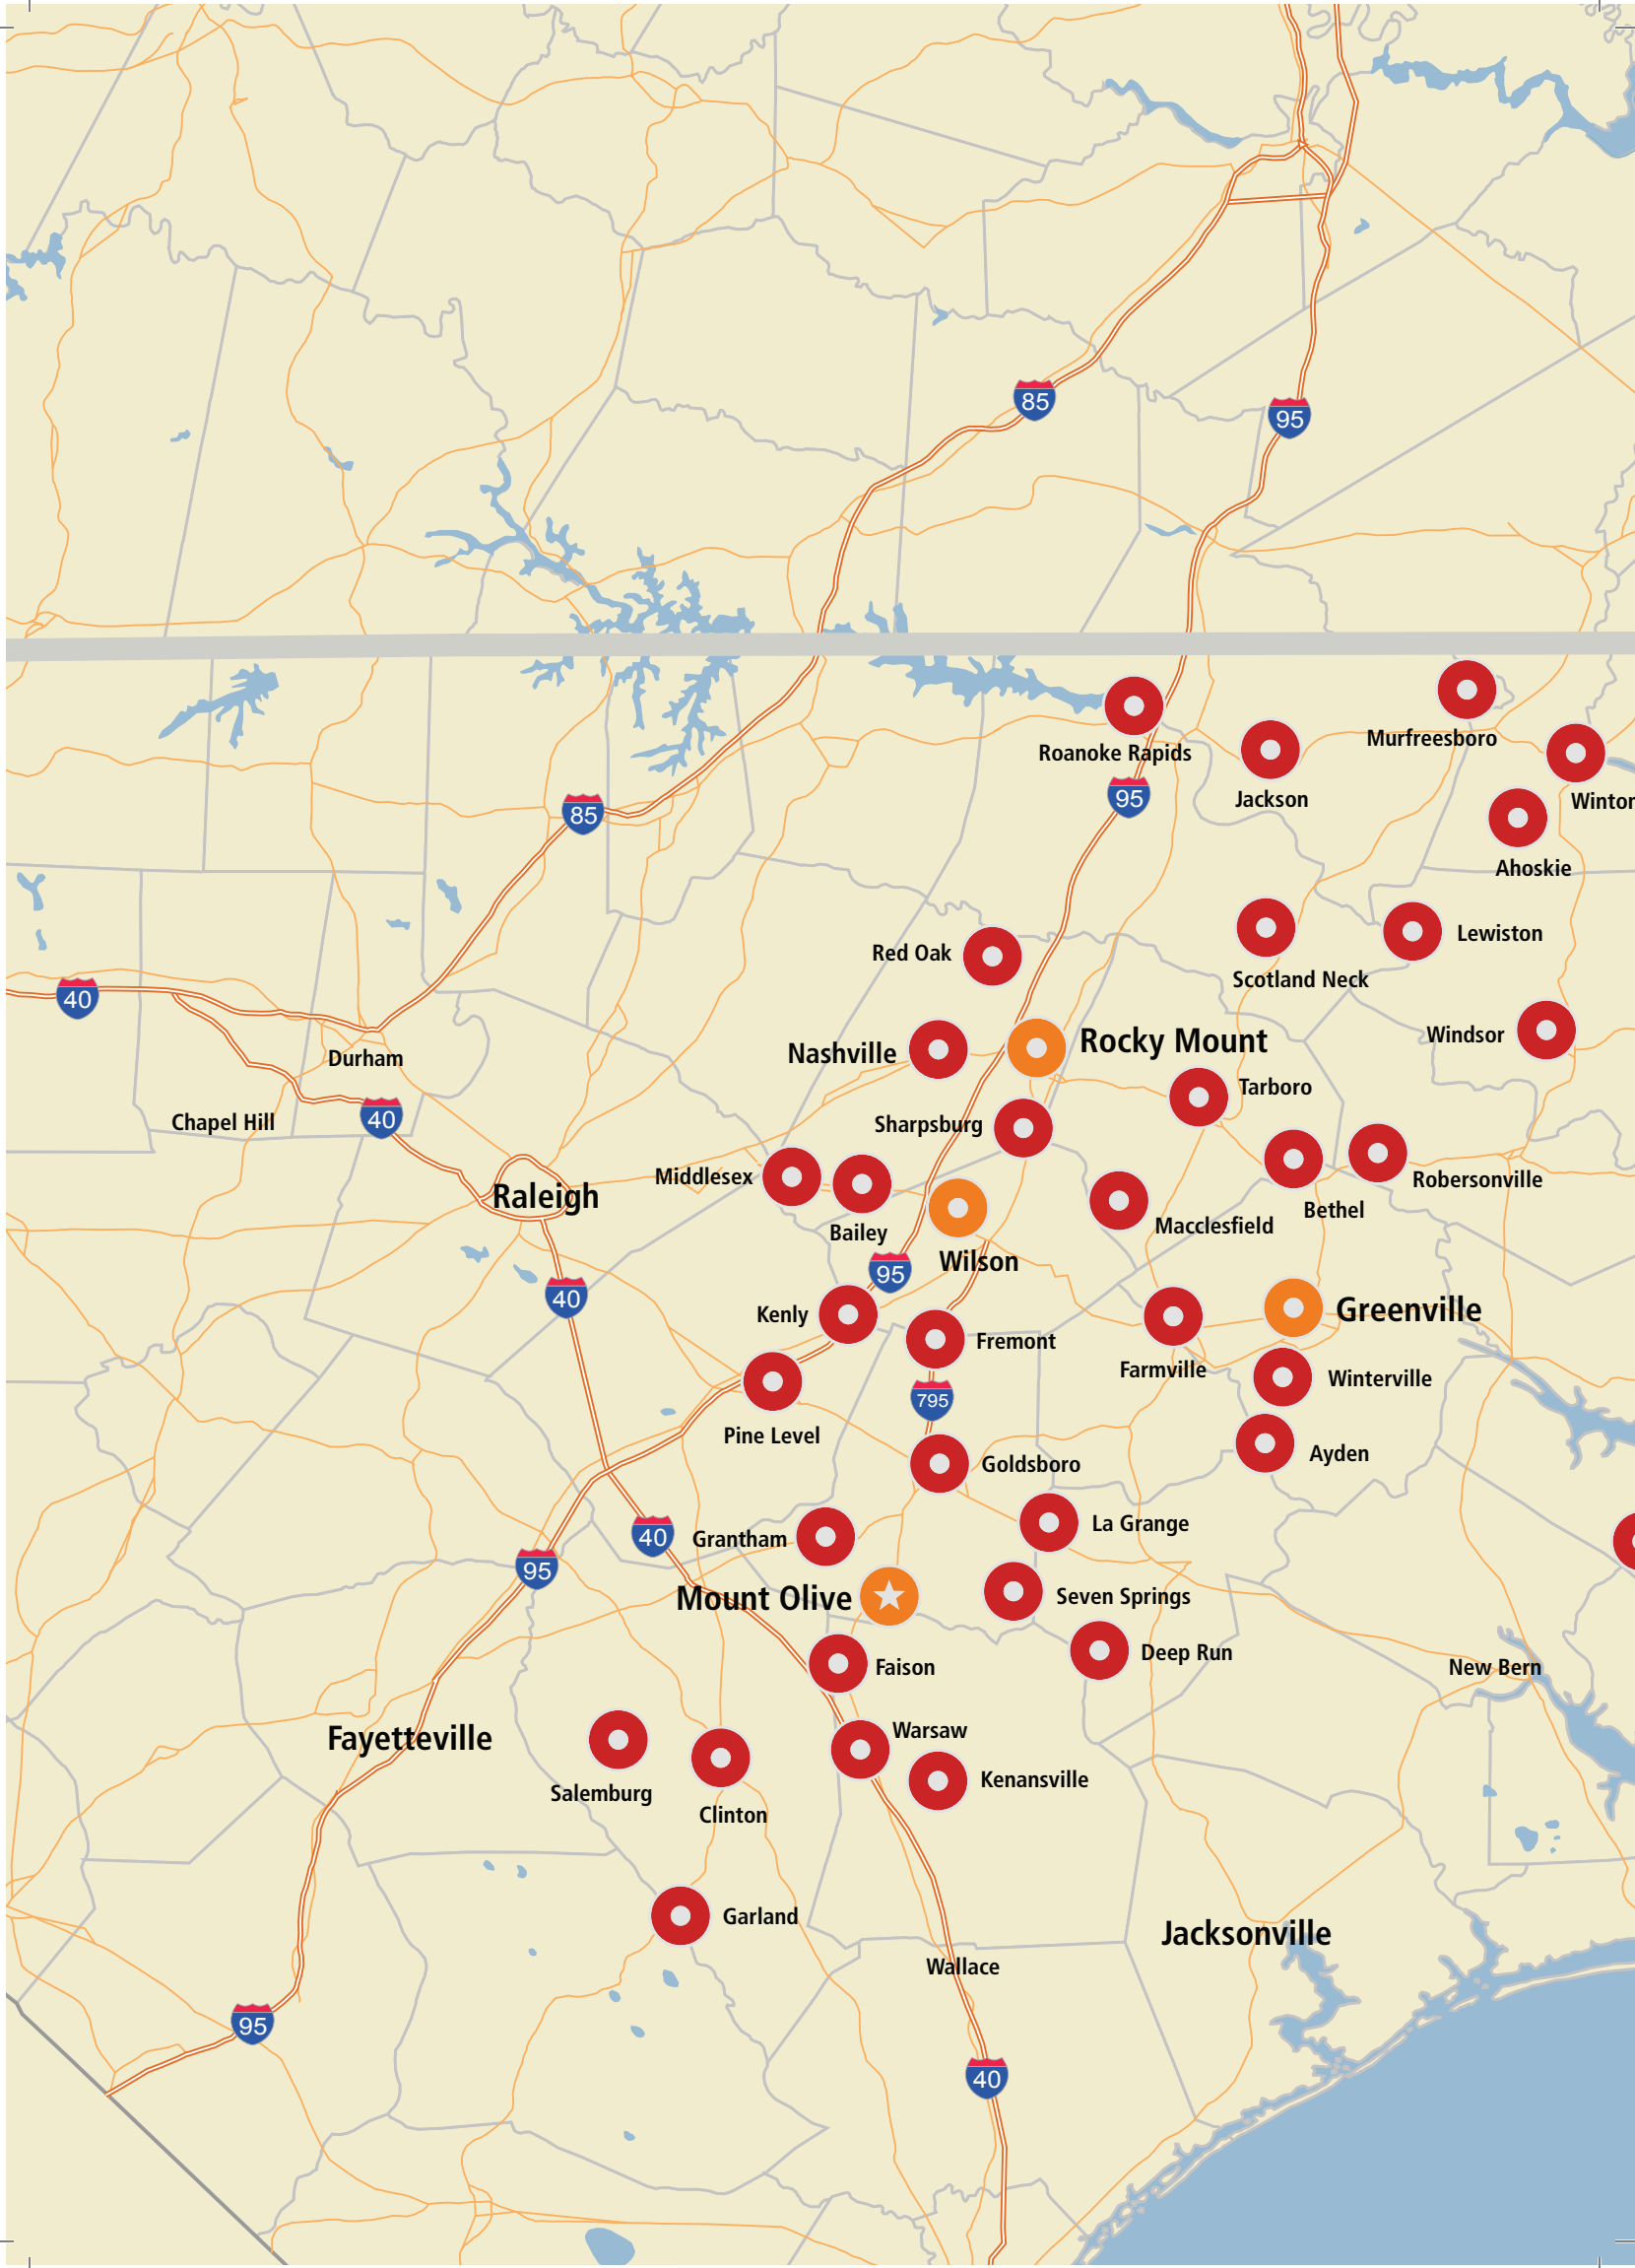 85
95
Murfreesboro
Roanoke Rapids
95
Jackson
85
Ahoskie
Lewiston
Red Oak
Scotland Neck
40
Windsor
Rocky Mount
Nashville
Durham
Tarboro
Chapel Hill
40
Sharpsburg
Middlesex
Robersonville
Raleigh
Bethel
Macclesfield
Bailey
Wilson
95
40
Greenville
Kenly
Fremont
Farmville
Winterville
795
Pine Level
Ayden
Goldsboro
La Grange
40
Grantham
95
Mount Olive
Seven Springs
Deep Run
Faison
New Bern
Warsaw
Fayetteville
Kenansville
Salemburg
Clinton
Garland
Jacksonville
Wallace
95
40